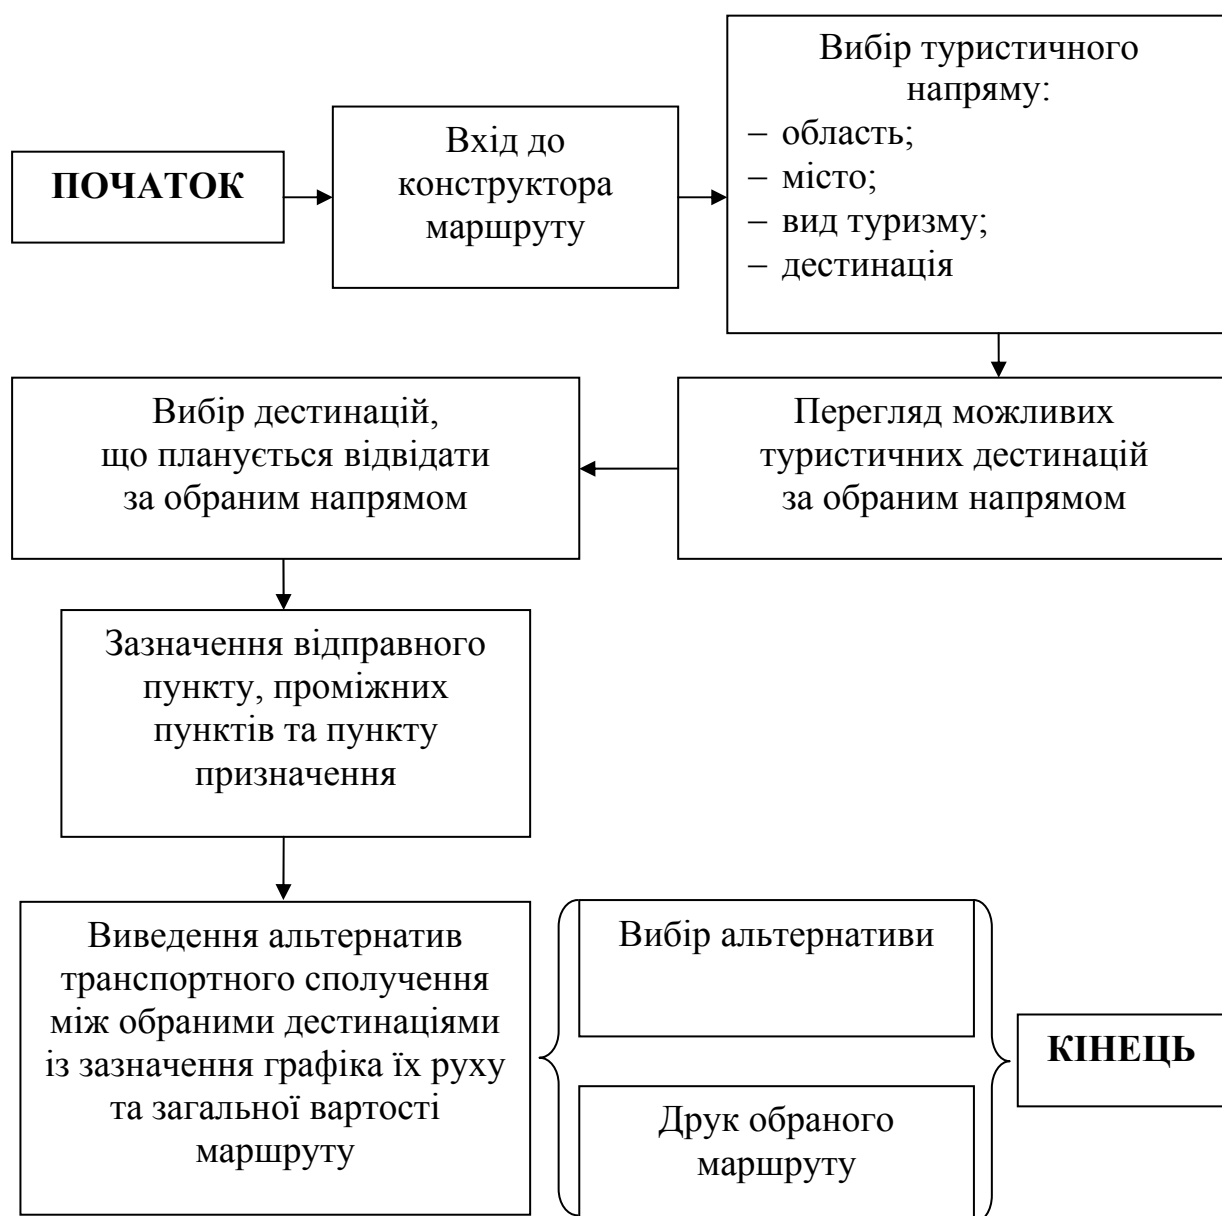 ПОЧАТОК
Вхід до
конструктора
маршруту
Вибір туристичного
напряму:
– область;
– місто;
– вид туризму;
– дестинація
Перегляд можливих
туристичних дестинацій
за обраним напрямом
Вибір дестинацій,
що планується відвідати
за обраним напрямом
Зазначення відправного
пункту, проміжних
пунктів та пункту
призначення
Виведення альтернатив
транспортного сполучення
між обраними дестинаціями
із зазначення графіка їх руху
та загальної вартості
маршруту
Вибір альтернативи
Друк обраного
маршруту
КІНЕЦЬ